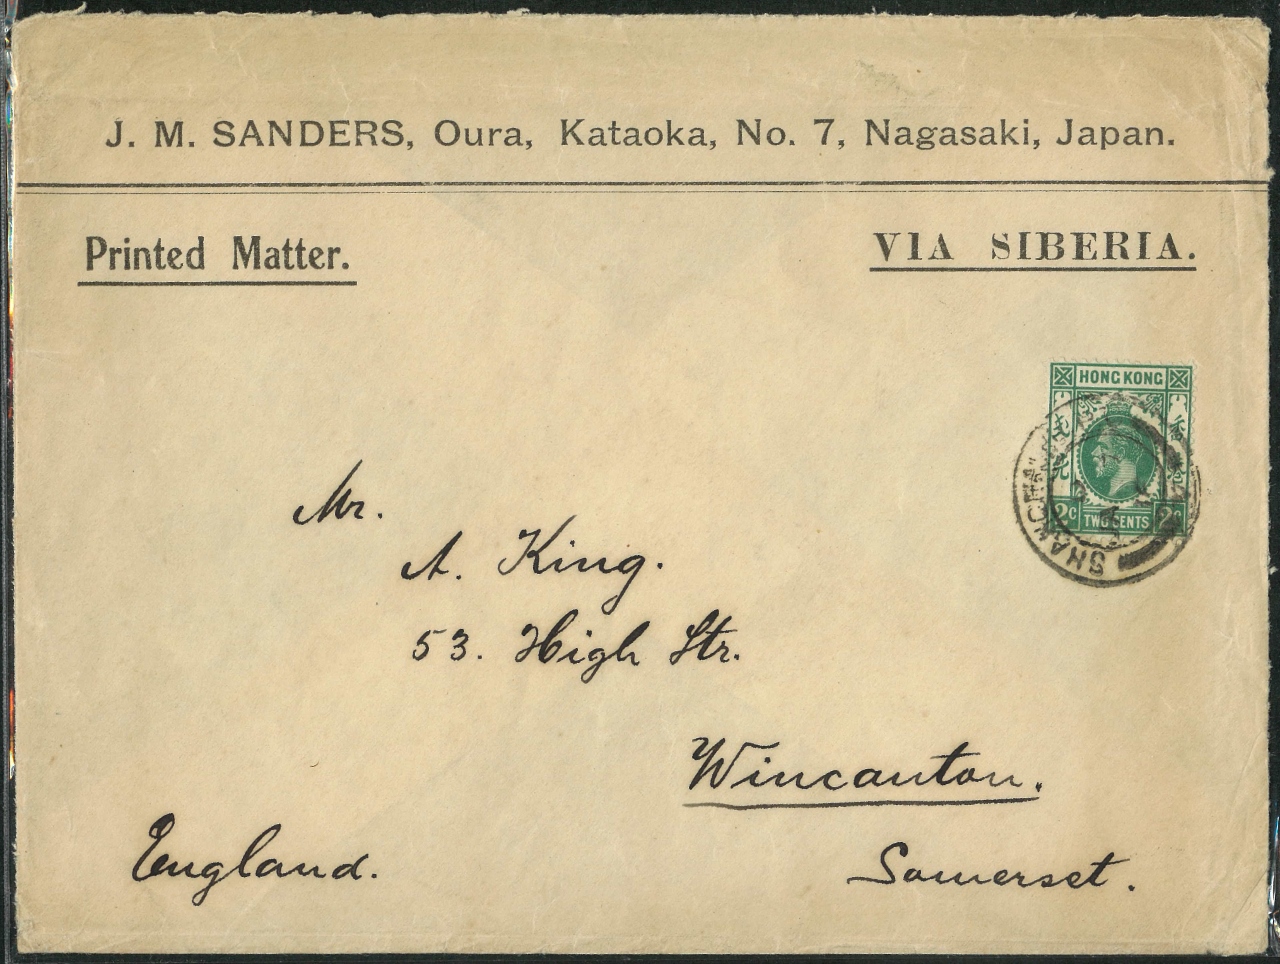 J. M. SANDERS, Oura, Kataoka, No. 7, Nagasaki, Japan.
Printed Matter.
VIA SIBERIA.
HONG KONG
2C TWO CENTS 2C
SHANGHAI
Mr.
A. King.
53. High Str.
Wincanton.
Somerset.
England.